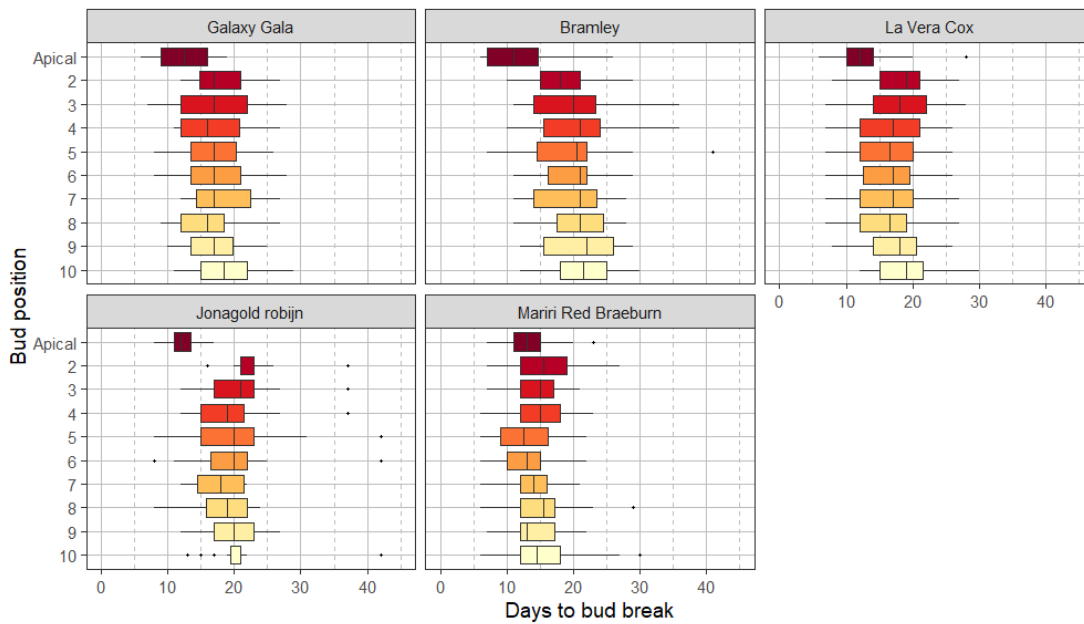 Galaxy Gala
Bramley
La Vera Cox
Apical
2
3
4
5
6
7
8
9
10
0 10 20 30 40
Bud position
Jonagold robijn
Mariri Red Braeburn
Apical
2
3
4
5
6
7
8
9
10
0 10 20 30 40
0 10 20 30 40
Days to bud break